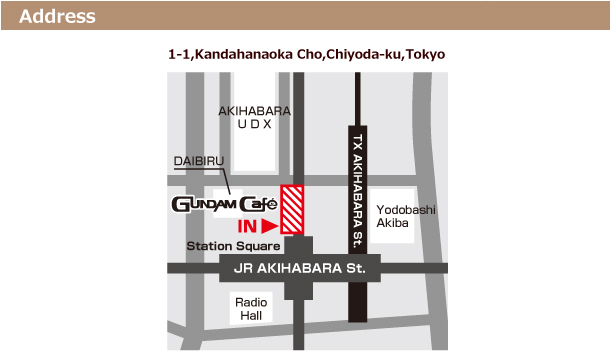 Address
1-1,Kandahanaoka Cho,Chiyoda-ku,Tokyo
AKIHABARA
U D X
DAIBIRU
GUNDAM Café
IN
Station Square
TX AKIHABARA St.
Yodobashi
Akiba
JR AKIHABARA St.
Radio
Hall